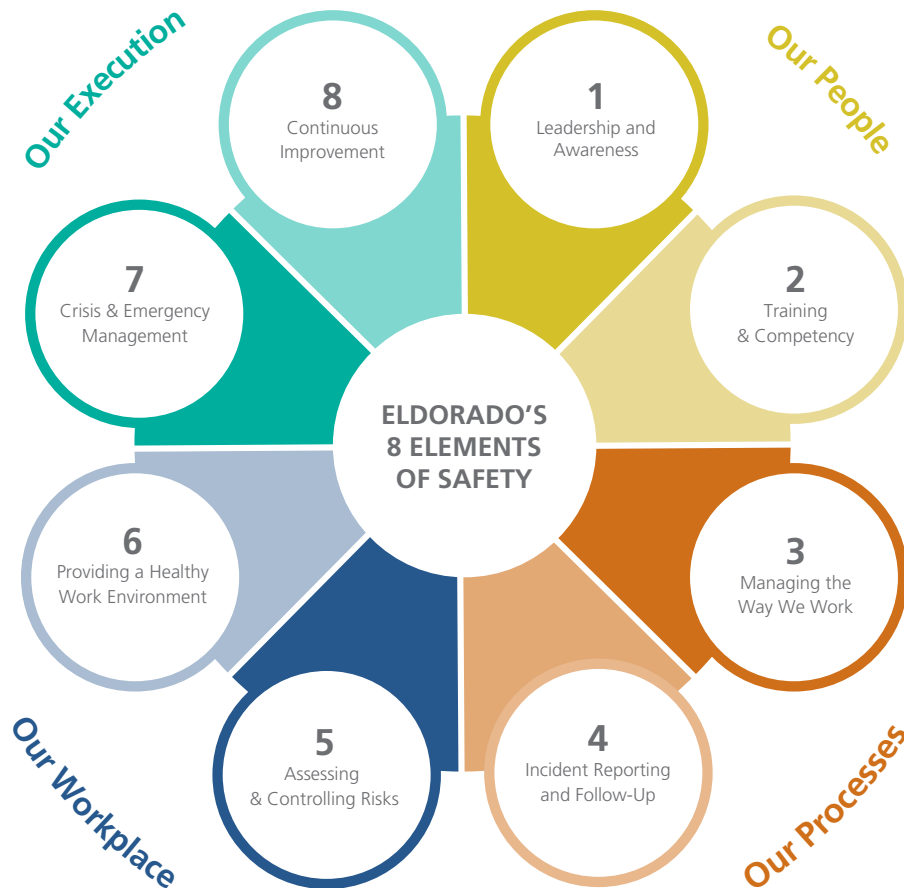 Our Execution
Our People
8
Continuous
Improvement
1
Leadership and
Awareness
7
Crisis & Emergency
Management
2
Training
& Competency
ELDORADO’S
8 ELEMENTS
OF SAFETY
6
Providing a Healthy
Work Environment
3
Managing the
Way We Work
5
Assessing
& Controlling Risks
4
Incident Reporting
and Follow-Up
Our Workplace
Our Processes